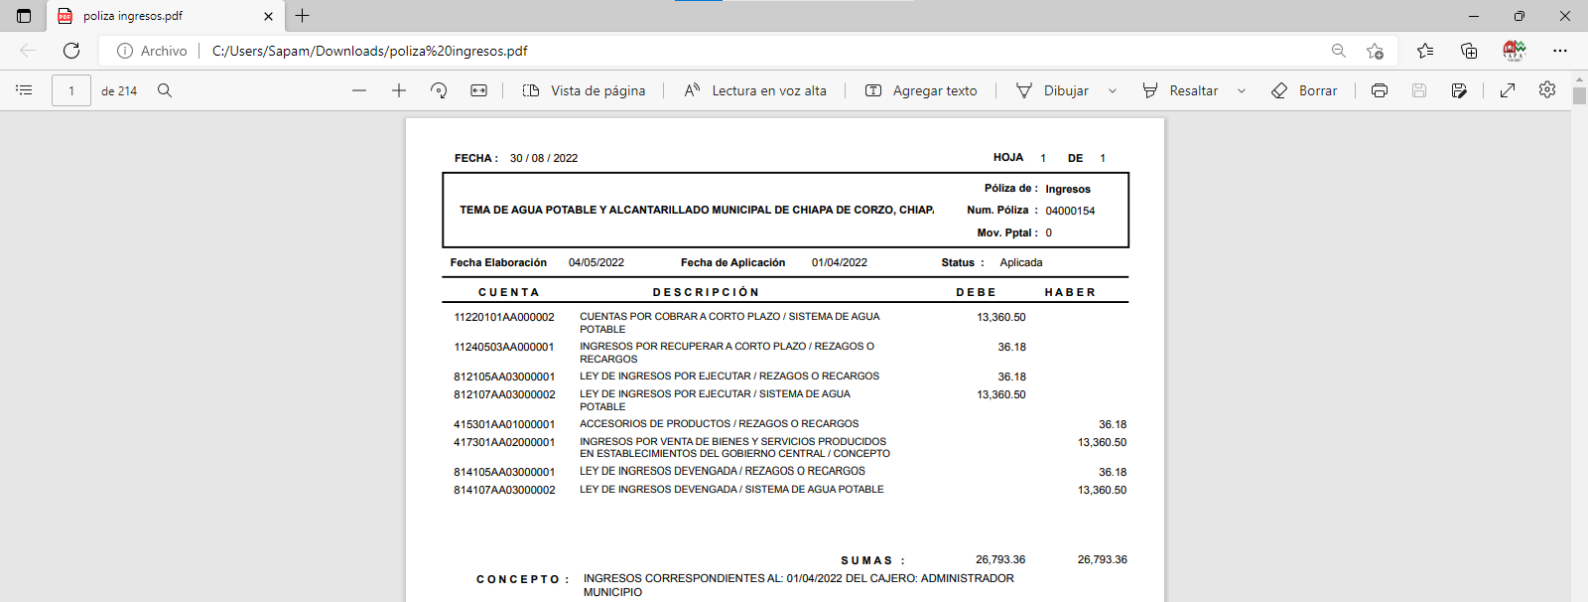 poliza ingresos.pdf
Archivo C:/Users/Sapam/Downloads/poliza%20ingresos.pdf
1 de 214 Vista de página Lectura en voz alta Agregar texto Dibujar Resaltar Borrar
FECHA : 30 / 08 / 2022 HOJA 1 DE 1
Póliza de : Ingresos
TEMA DE AGUA POTABLE Y ALCANTARILLADO MUNICIPAL DE CHIAPA DE CORZO, CHIAP. Num. Póliza : 04000154
Mov. Pptal : 0
Fecha Elaboración 04/05/2022 Fecha de Aplicación 01/04/2022 Status : Aplicada
CUENTA DESCRIPCIÓN DEBE HABER
11220101AA000002 CUENTAS POR COBRAR A CORTO PLAZO / SISTEMA DE AGUA 13,360.50
POTABLE
11240503AA000001 INGRESOS POR RECUPERAR A CORTO PLAZO / REZAGOS O 36.18
RECARGOS
812105AA03000001 LEY DE INGRESOS POR EJECUTAR / REZAGOS O RECARGOS 36.18
812107AA03000002 LEY DE INGRESOS POR EJECUTAR / SISTEMA DE AGUA 13,360.50
POTABLE
415301AA01000001 ACCESORIOS DE PRODUCTOS / REZAGOS O RECARGOS 36.18
417301AA02000001 INGRESOS POR VENTA DE BIENES Y SERVICIOS PRODUCIDOS 13,360.50
EN ESTABLECIMIENTOS DEL GOBIERNO CENTRAL / CONCEPTO
814105AA03000001 LEY DE INGRESOS DEVENGADA / REZAGOS O RECARGOS 36.18
814107AA03000002 LEY DE INGRESOS DEVENGADA / SISTEMA DE AGUA POTABLE 13,360.50
SUMAS : 26,793.36 26,793.36
CONCEPTO : INGRESOS CORRESPONDIENTES AL: 01/04/2022 DEL CAJERO: ADMINISTRADOR
MUNICIPIO